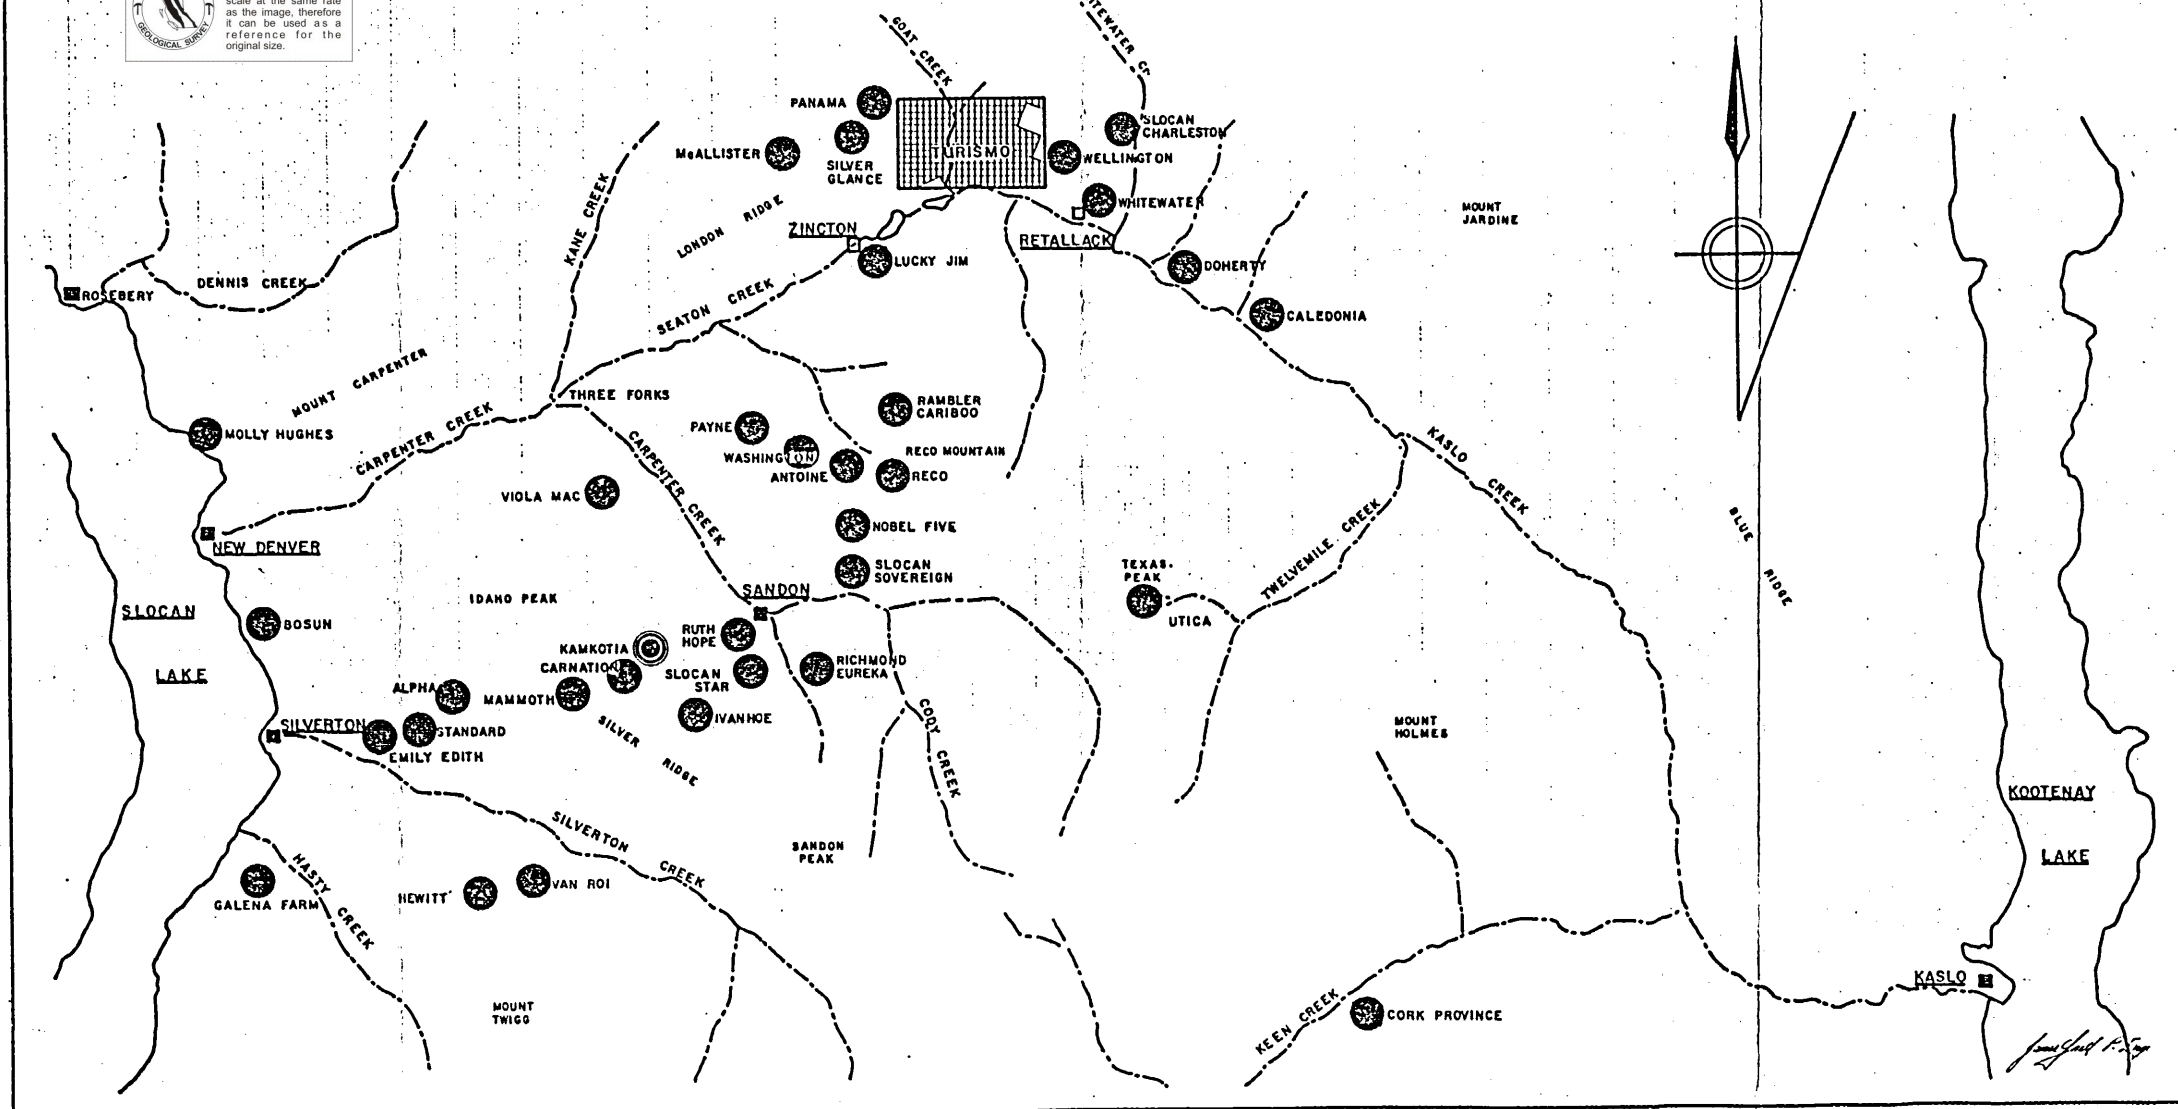 scale at the same rate
as the image, therefore
it can be used as a
reference for the
original size.
GEOLOGICAL SURVEY
GOAT CREEK
PANAMA
SLOCAN
CHARLESTON
McALLISTER
TURISMO
WELLINGTON
SILVER
GLANCE
KANE CREEK
LONDON RIDGE
WHITEWATER
MOUNT
JARDINE
ZINCTON
RETALLACK
LUCKY JIM
DOHERTY
DENNIS CREEK
ROSEBERY
SEATON CREEK
CALEDONIA
MOUNT CARPENTER
THREE FORKS
RAMBLER
CARIBOO
CARPENTER CREEK
PAYNE
MOLLY HUGHES
KASLO CREEK
CARPENTER CREEK
WASHINGTON
RECO MOUNTAIN
ANTOINE
RECO
VIOLA MAC
NOBEL FIVE
BLUE RIDGE
NEW DENVER
TWELVEMILE CREEK
SLOCAN
SOVEREIGN
TEXAS
PEAK
SANDON
IDAHO PEAK
SLOCAN
LAKE
BOSUN
UTICA
RUTH
HOPE
KAMKOTIA
CARNATION
RICHMOND
EUREKA
SLOCAN
STAR
ALPHA
MAMMOTH
IVANHOE
SILVER RIDGE
CODY CREEK
MOUNT
HOLMES
SILVERTON
STANDARD
EMILY EDITH
KOOTENAY
LAKE
SILVERTON CREEK
SANDON
PEAK
HASTY CREEK
VAN ROI
HEWITT
GALENA FARM
KASLO
MOUNT
TWIGG
KEEN CREEK
CORK PROVINCE